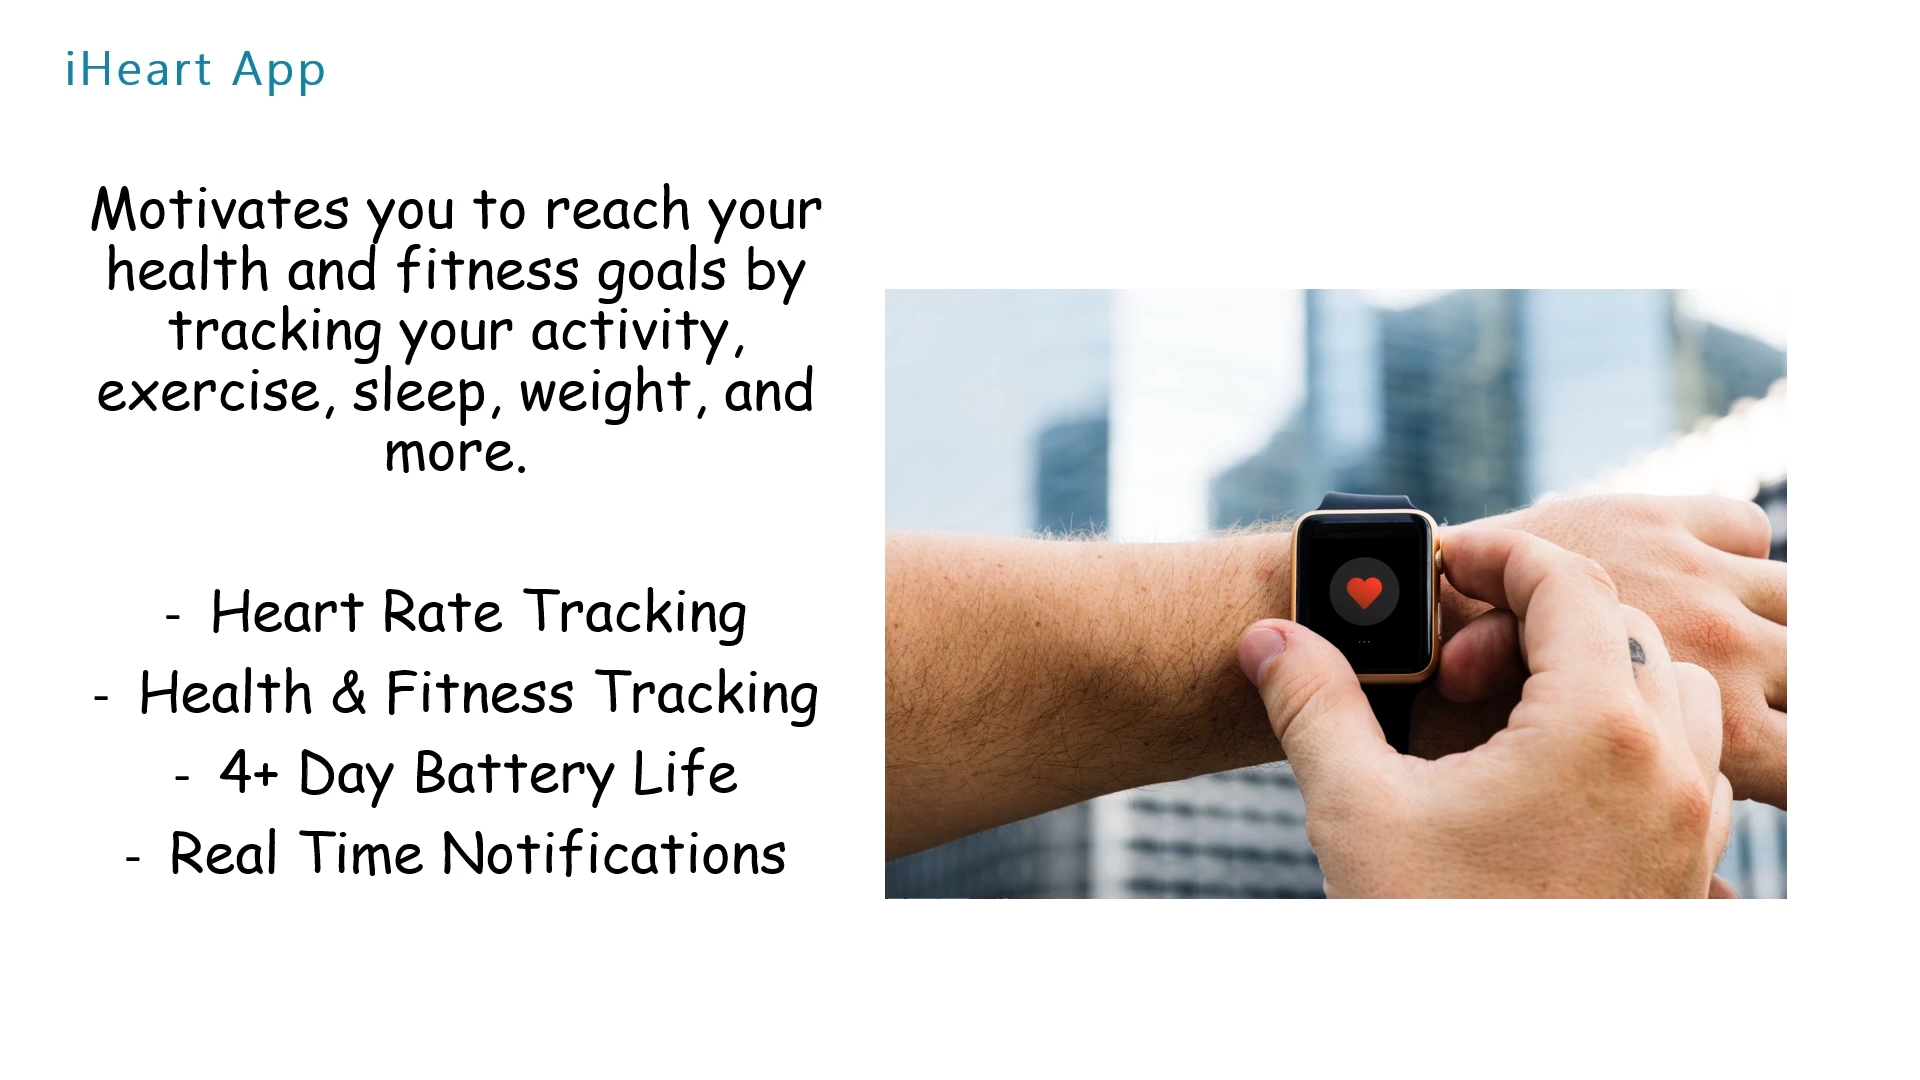 iHeart App
Motivates you to reach your
health and fitness goals by
tracking your activity,
exercise, sleep, weight, and
more.
- Heart Rate Tracking
- Health & Fitness Tracking
- 4+ Day Battery Life
- Real Time Notifications